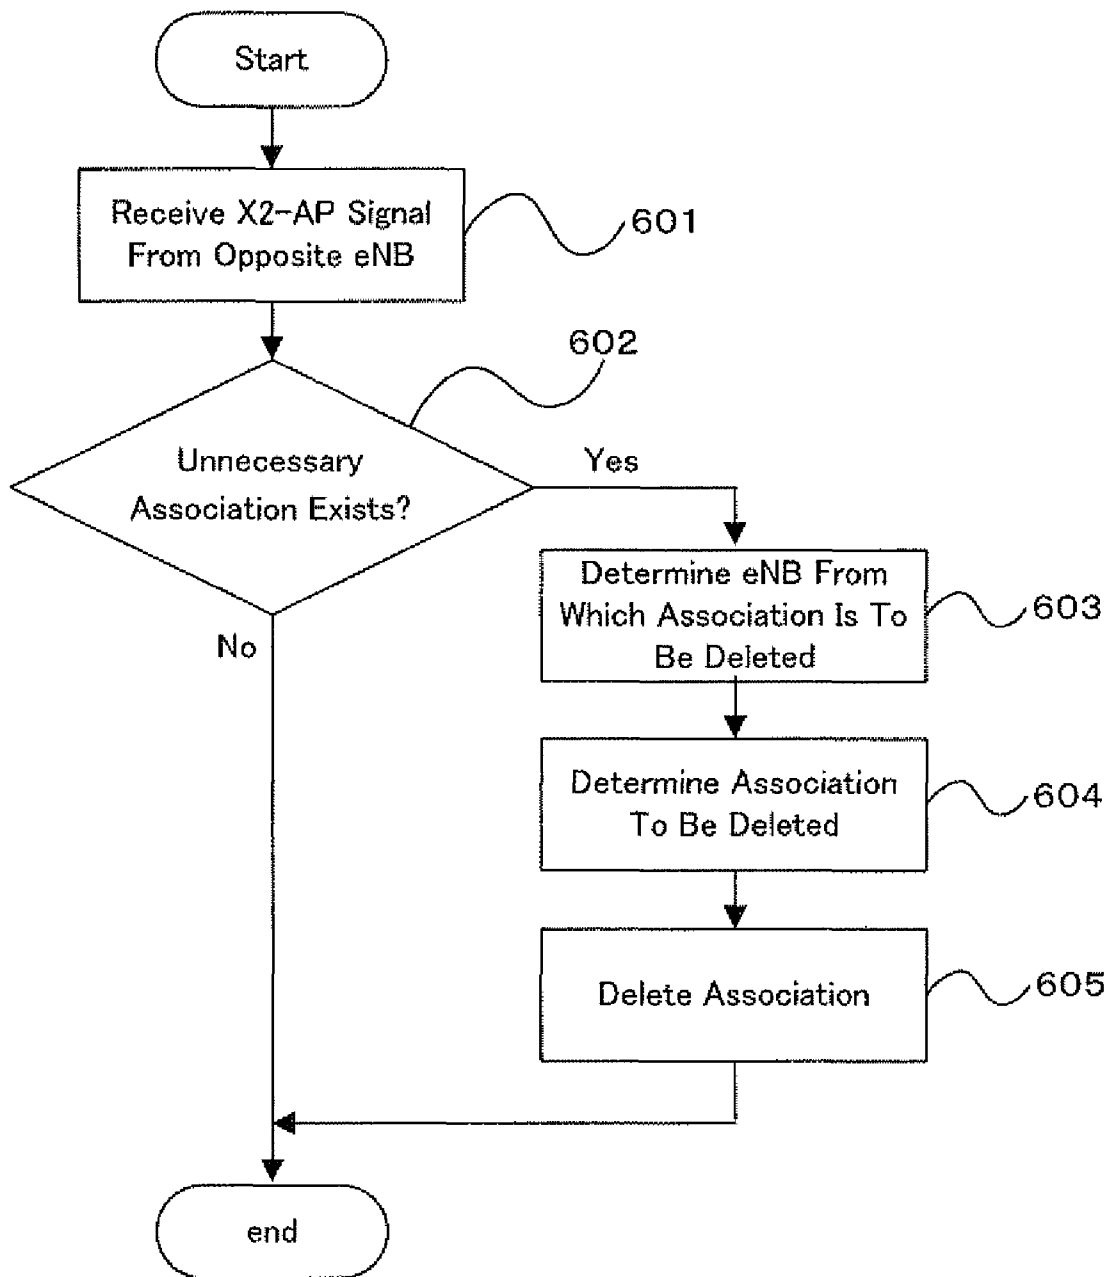 Start
Receive X2-AP Signal
From Opposite eNB
601
602
Unnecessary
Association Exists?
Yes
No
Determine eNB From
Which Association Is To
Be Deleted
603
Determine Association
To Be Deleted
604
Delete Association
605
end